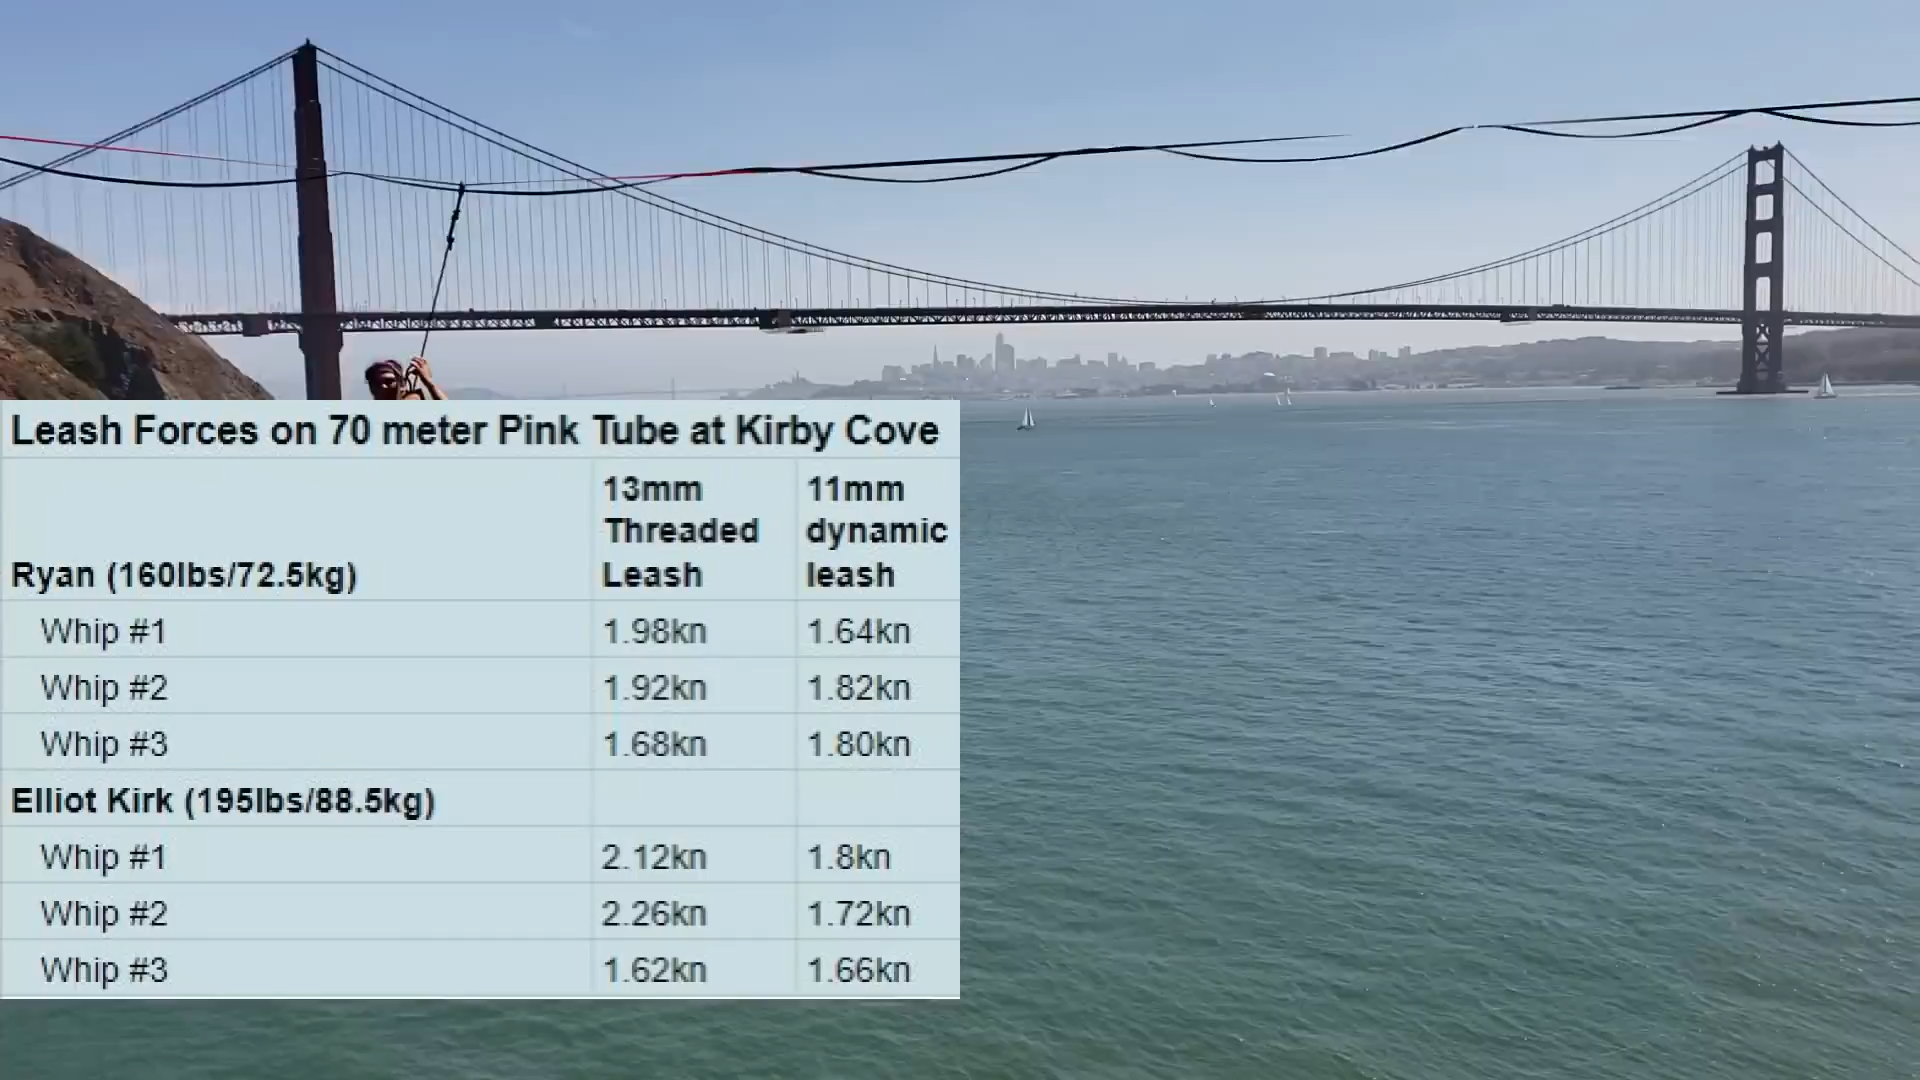 Leash Forces on 70 meter Pink Tube at Kirby Cove
Ryan (160lbs/72.5kg) 13mm Threaded Leash 11mm dynamic leash
Whip #1 1.98kn 1.64kn
Whip #2 1.92kn 1.82kn
Whip #3 1.68kn 1.80kn
Elliot Kirk (195lbs/88.5kg)
Whip #1 2.12kn 1.8kn
Whip #2 2.26kn 1.72kn
Whip #3 1.62kn 1.66kn